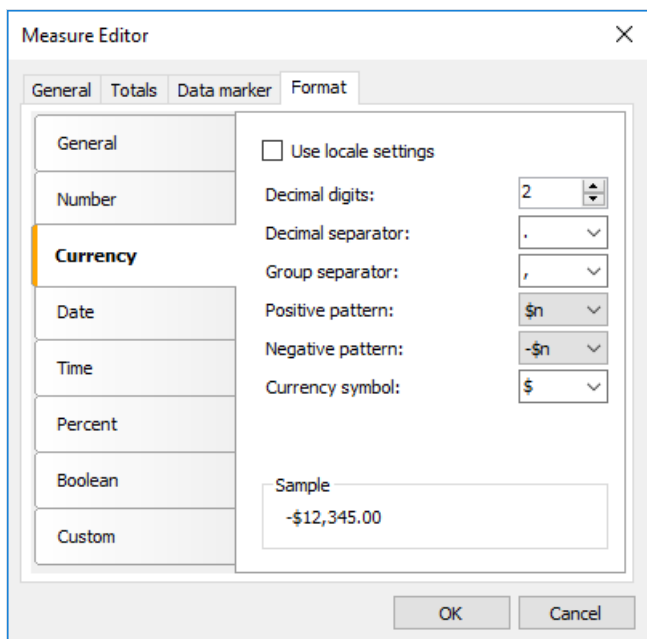 Measure Editor
General Totals Data marker Format
General
Number
Currency
Date
Time
Percent
Boolean
Custom
Use locale settings
Decimal digits: 2
Decimal separator: .
Group separator: ,
Positive pattern: $n
Negative pattern: -$n
Currency symbol: $
Sample
-$12,345.00
OK Cancel